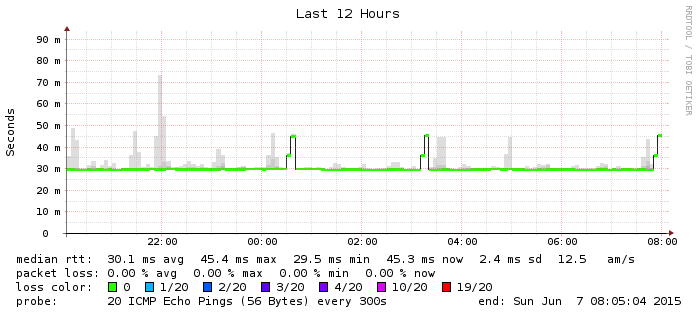 Last 12 Hours
RRDTOOL / TOBI OETIKER
Seconds
90 m
80 m
70 m
60 m
50 m
40 m
30 m
20 m
10 m
0
22:00 00:00 02:00 04:00 06:00 08:00
median rtt: 30.1 ms avg 45.4 ms max 29.5 ms min 45.3 ms now 2.4 ms sd 12.5 am/s
packet loss: 0.00 % avg 0.00 % max 0.00 % min 0.00 % now
loss color: 0 1/20 2/20 3/20 4/20 10/20 19/20
probe: 20 ICMP Echo Pings (56 Bytes) every 300s end: Sun Jun 7 08:05:04 2015